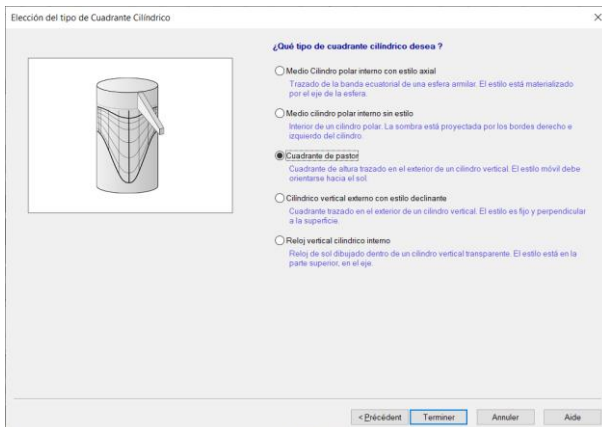 Elección del tipo de Cuadrante Cilíndrico
¿Qué tipo de cuadrante cilíndrico desea ?
Medio Cilindro polar interno con estilo axial
Trazado de la banda ecuatorial de una esfera armilar. El estilo está materializado
por el eje de la esfera.
Medio cilindro polar interno sin estilo
Interior de un cilindro polar. La sombra está proyectada por los bordes derecho e
izquierdo del cilindro.
Cuadrante de pastor
Cuadrante de altura trazado en el exterior de un cilindro vertical. El estilo móvil debe
orientarse hacia el sol.
Cilíndrico vertical externo con estilo declinante
Cuadrante trazado en el exterior de un cilindro vertical. El estilo es fijo y perpendicular
a la superficie.
Reloj vertical cilíndrico interno
Reloj de sol dibujado dentro de un cilindro vertical transparente. El estilo está en la
parte superior, en el eje.
< Précédent Terminer Annuler Aide